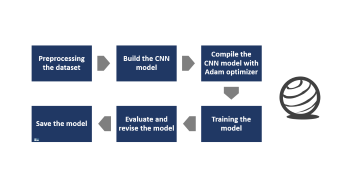 Preprocessing
the dataset
Build the CNN
model
Compile the
CNN model with
Adam optimizer
Save the model
Evaluate and
revise the model
Training the
model